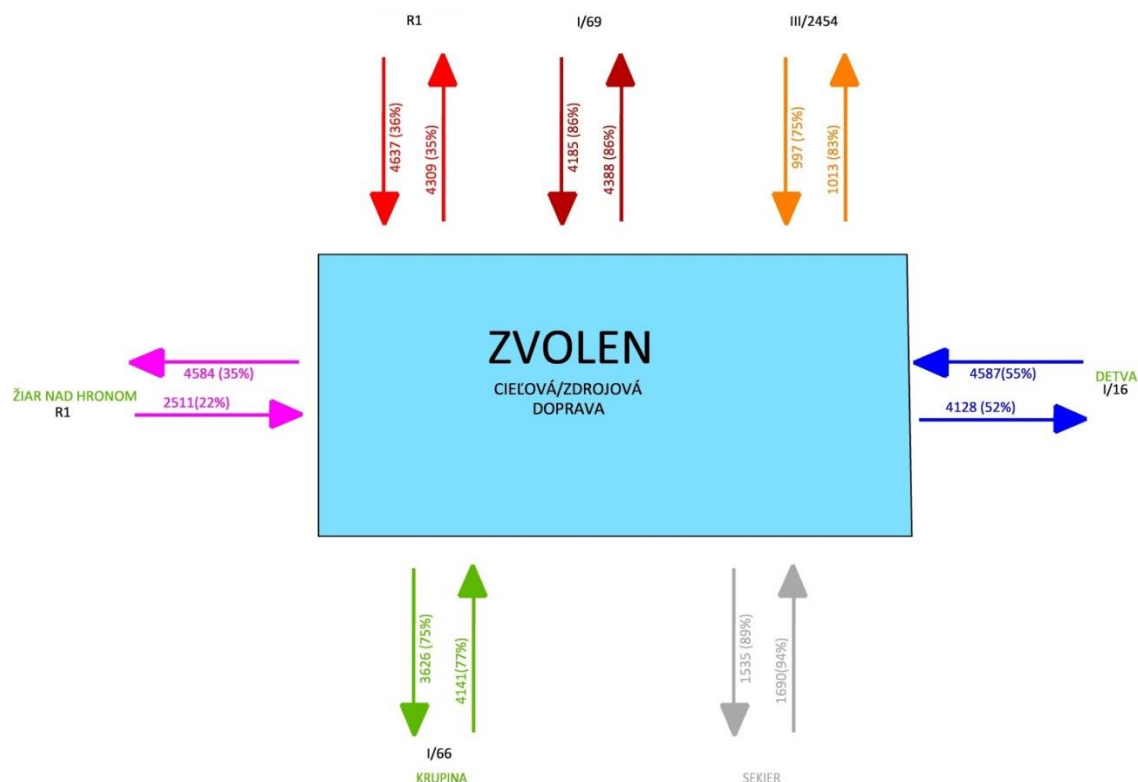 R1
I/69
III/2454
4637 (36%)
4309 (35%)
4185 (86%)
4388 (86%)
997 (75%)
1013 (83%)
ZVOLEN
CIEĽOVÁ/ZDROJOVÁ
DOPRAVA
4584 (35%)
ŽIAR NAD HRONOM
R1
2511(22%)
4587(55%)
DETVA
I/16
4128 (52%)
3626 (75%)
4141(77%)
1535 (89%)
1690(94%)
I/66
KRUPINA
SEKIER